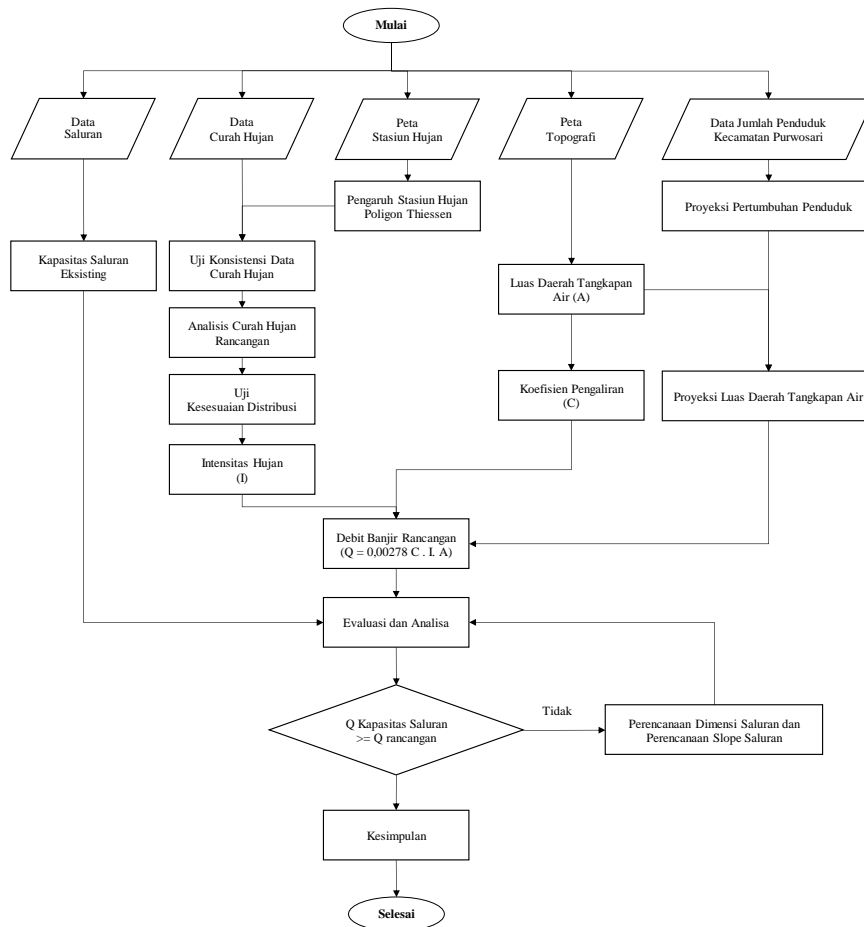 Mulai
Data
Saluran
Data
Curah Hujan
Peta
Stasiun Hujan
Peta
Topografi
Data Jumlah Penduduk
Kecamatan Purwosari
Pengaruh Stasiun Hujan
Poligon Thiessen
Proyeksi Pertumbuhan Penduduk
Kapasitas Saluran
Eksisting
Uji Konsistensi Data
Curah Hujan
Luas Daerah Tangkapan
Air (A)
Analisis Curah Hujan
Rancangan
Uji
Kesesuaian Distribusi
Koefisien Pengaliran
(C)
Proyeksi Luas Daerah Tangkapan Air
Intensitas Hujan
(I)
Debit Banjir Rancangan
(Q = 0,00278 C . I. A)
Evaluasi dan Analisa
Q Kapasitas Saluran
>= Q rancangan
Tidak
Perencanaan Dimensi Saluran dan
Perencanaan Slope Saluran
Kesimpulan
Selesai